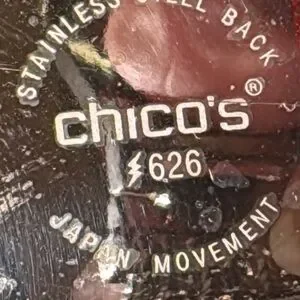 STAINLESS STEEL BACK
chico's®
⚡626
JAPAN MOVEMENT